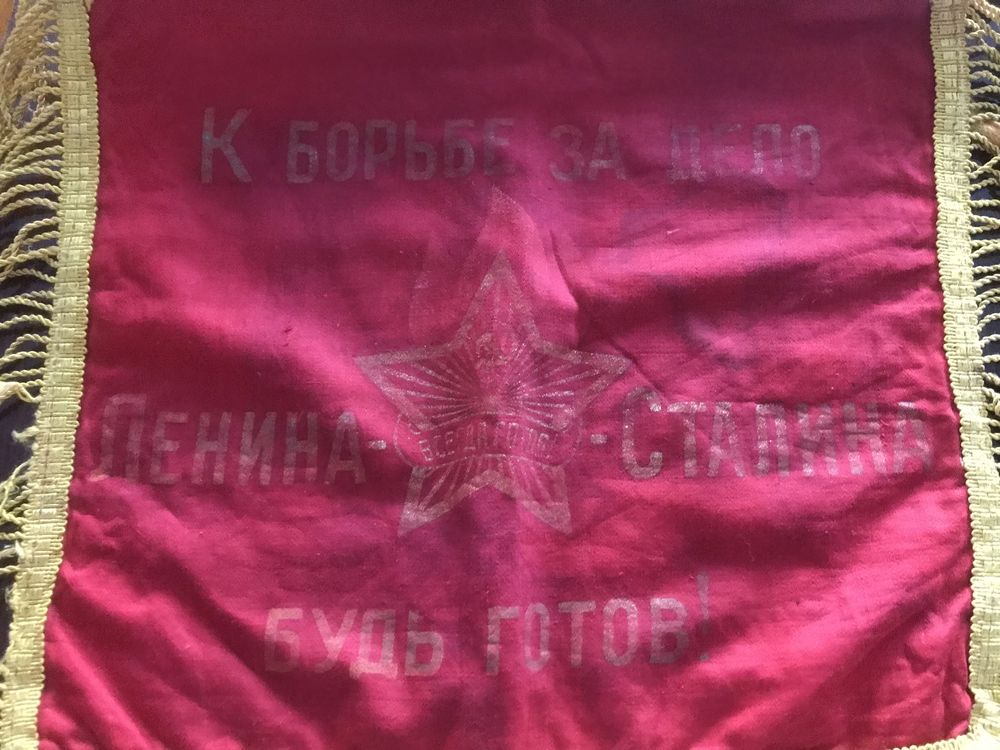 К БОРЬБЕ ЗА ДЕЛО
ЛЕНИНА-
-СТАЛИНА
БУДЬ ГОТОВ!